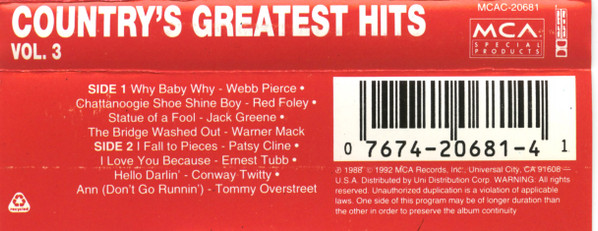 COUNTRY'S GREATEST HITS
VOL. 3
MCAC-20681
MCA
SPECIAL
PRODUCTS
SIDE 1 Why Baby Why - Webb Pierce •
Chattanoogie Shoe Shine Boy - Red Foley •
Statue of a Fool - Jack Greene •
The Bridge Washed Out - Warner Mack
SIDE 2 I Fall to Pieces - Patsy Cline •
I Love You Because - Ernest Tubb •
Hello Darlin' - Conway Twitty •
Ann (Don't Go Runnin') - Tommy Overstreet
recycled
0 7674-20681-4 1
℗ 1988 © 1992 MCA Records, Inc., Universal City, CA 91608 —
U.S.A. Distributed by Uni Distribution Corp. WARNING: All rights
reserved. Unauthorized duplication is a violation of applicable
laws. One side of this program may be of longer duration than
the other in order to preserve the album continuity